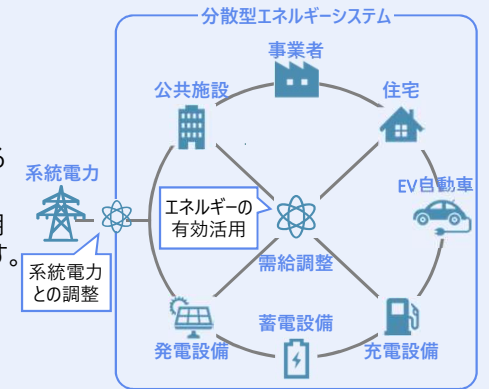 分散型エネルギーシステム
事業者
公共施設
住宅
る
系統電力
EV自動車
エネルギーの
有効活用
用
す。
系統電力
との調整
需給調整
蓄電設備
発電設備
充電設備